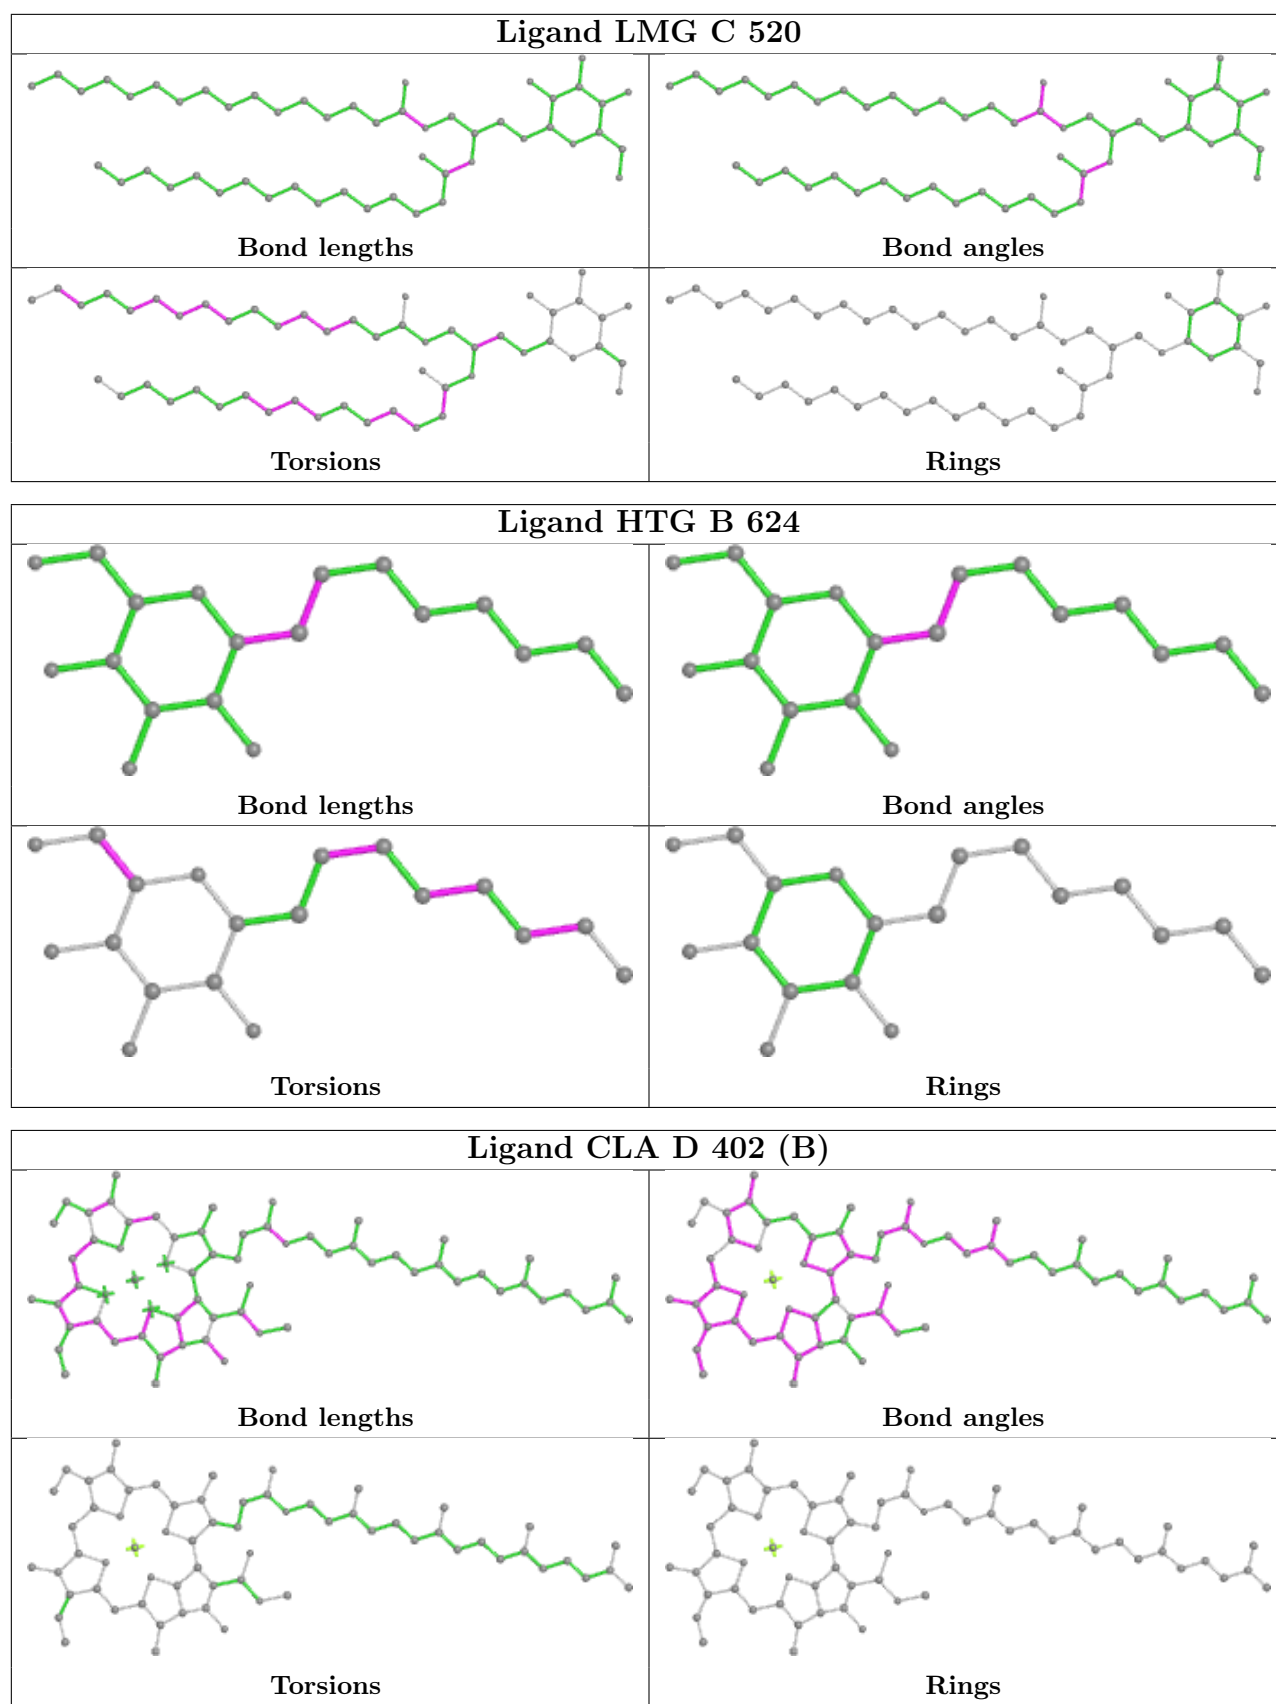 Ligand LMG C 520
Bond lengths
Bond angles
Torsions
Rings
Ligand HTG B 624
Bond lengths
Bond angles
Torsions
Rings
Ligand CLA D 402 (B)
Bond lengths
Bond angles
Torsions
Rings